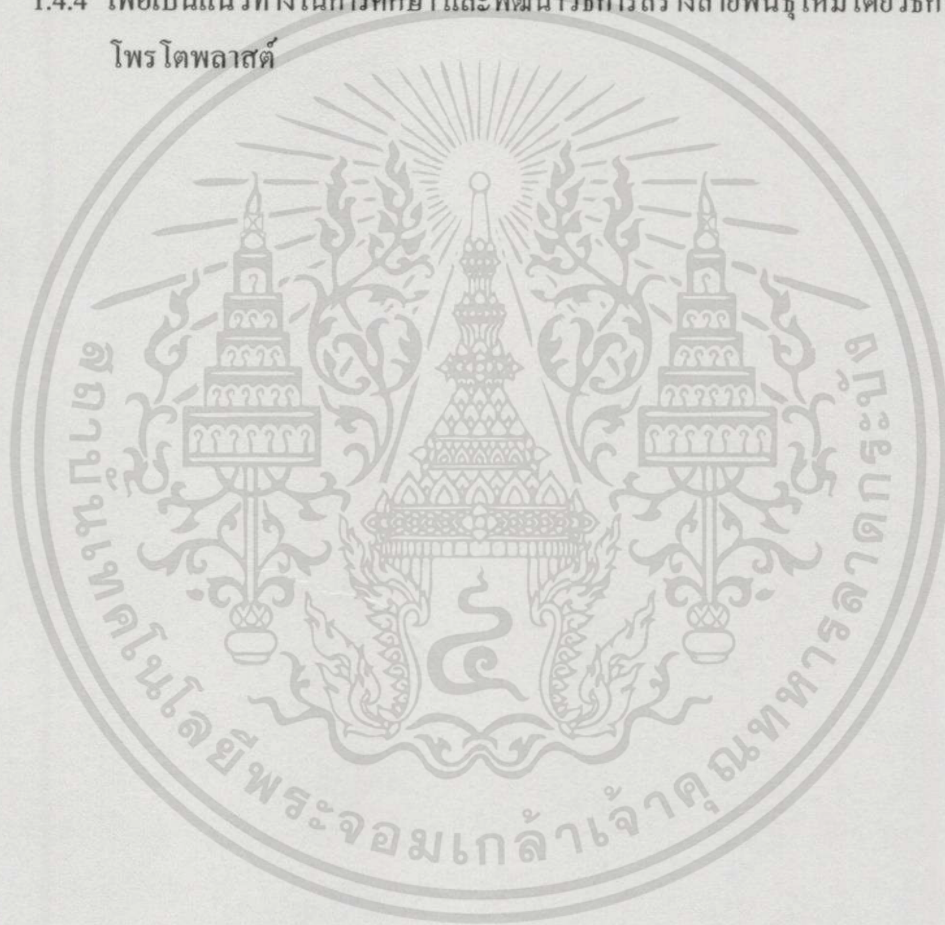 1.4.4 เพื่อเป็นแนวทางในการศึกษา และพัฒนาวิธีการสร้างสายพันธุ์ใหม่โดยวิธีก
โพรโตพลาสต์
สถาบันเทคโนโลยีพระจอมเกล้าเจ้าคุณทหารลาดกระบัง